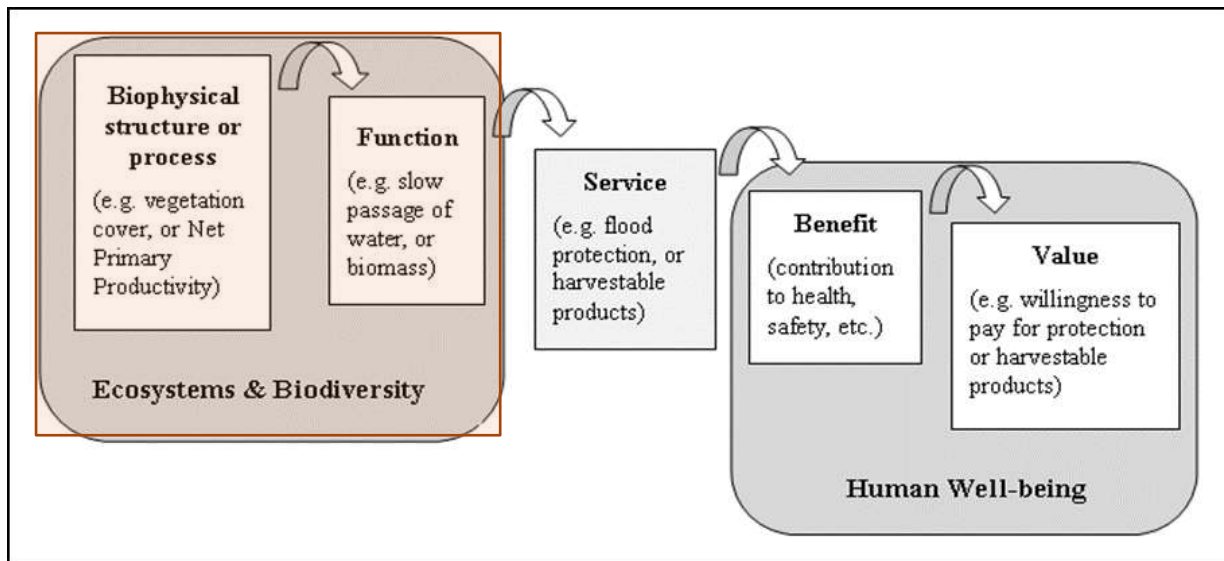 Biophysical
structure or
process
(e.g. vegetation
cover, or Net
Primary
Productivity)
Function
(e.g. slow
passage of
water, or
biomass)
Ecosystems & Biodiversity
Service
(e.g. flood
protection, or
harvestable
products)
Benefit
(contribution
to health,
safety, etc.)
Value
(e.g. willingness to
pay for protection
or harvestable
products)
Human Well-being